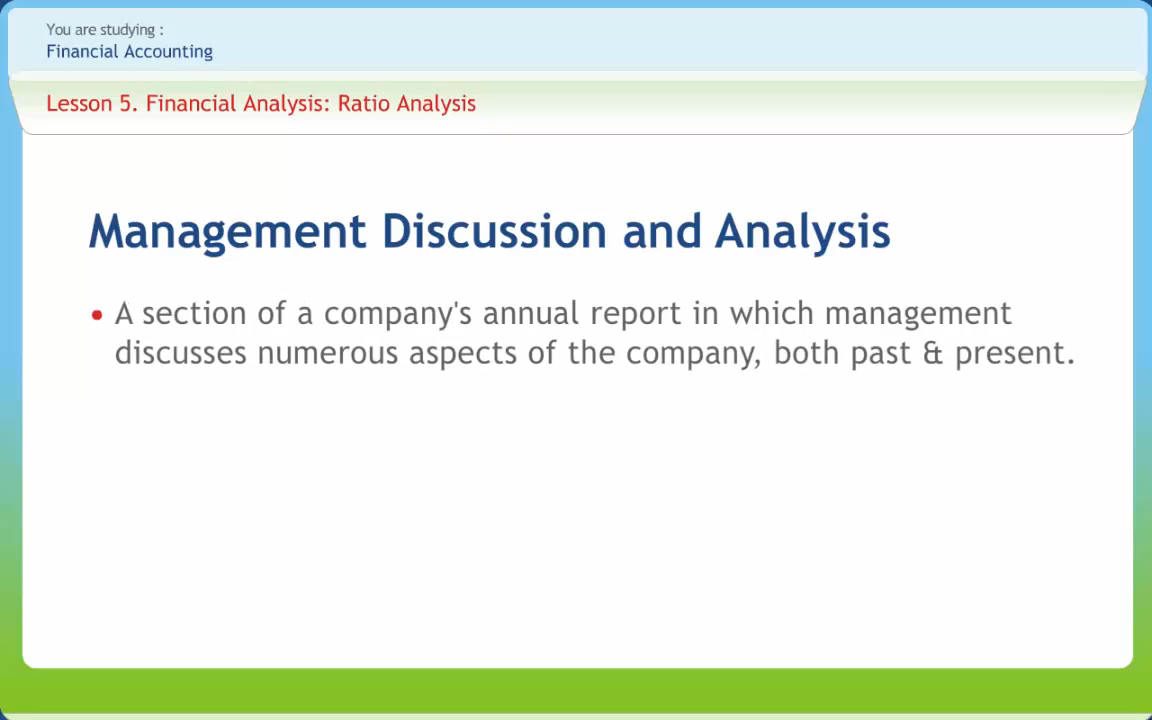 You are studying :
Financial Accounting
Lesson 5. Financial Analysis: Ratio Analysis
Management Discussion and Analysis
• A section of a company's annual report in which management
discusses numerous aspects of the company, both past & present.